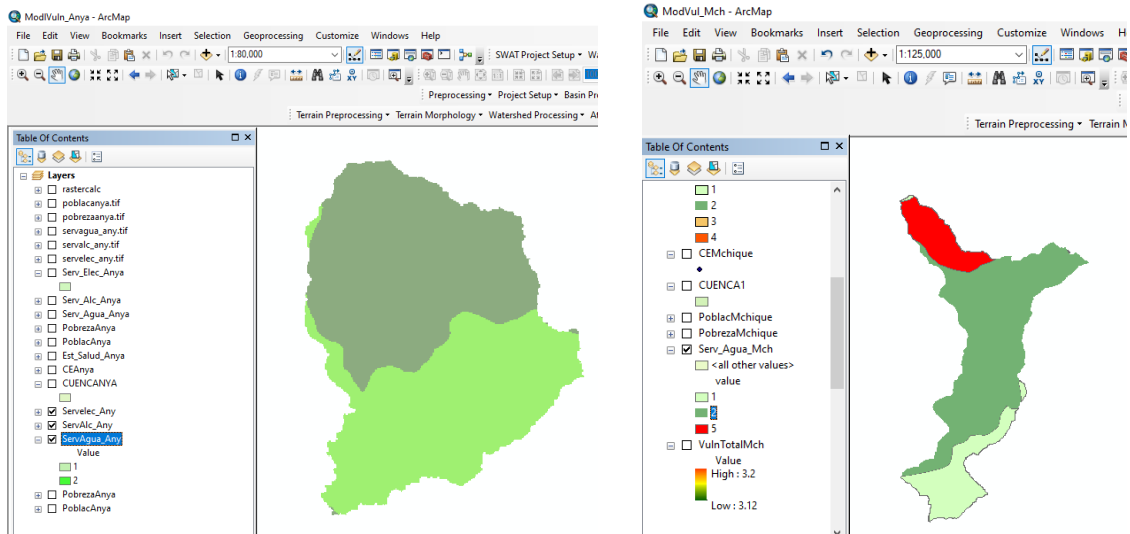 ModlVuln_Anya - ArcMap
File Edit View Bookmarks Insert Selection Geoprocessing Customize Windows Help
1:80,000
SWAT Project Setup
Preprocessing Project Setup Basin Pr
Terrain Preprocessing Terrain Morphology Watershed Processing
Table Of Contents
Layers
rastercalc
poblacanya.tif
pobrezaanya.tif
servagua_any.tif
servalc_any.tif
servelec_any.tif
Serv_Elec_Anya
Serv_Alc_Anya
Serv_Agua_Anya
PobrezaAnya
PoblacAnya
Est_Salud_Anya
CEAnya
CUENCANYA
Servelec_Any
ServAlc_Any
ServAgua_Any
Value
1
2
PobrezaAnya
PoblacAnya
ModVul_Mch - ArcMap
File Edit View Bookmarks Insert Selection Geoprocessing Customize Windows H
1:125,000
Terrain Preprocessing Terrain M
Table Of Contents
1
2
3
4
CEMchique
CUENCA1
PoblacMchique
PobrezaMchique
Serv_Agua_Mch
<all other values>
value
1
2
5
VulnTotalMch
Value
High : 3.2
Low : 3.12